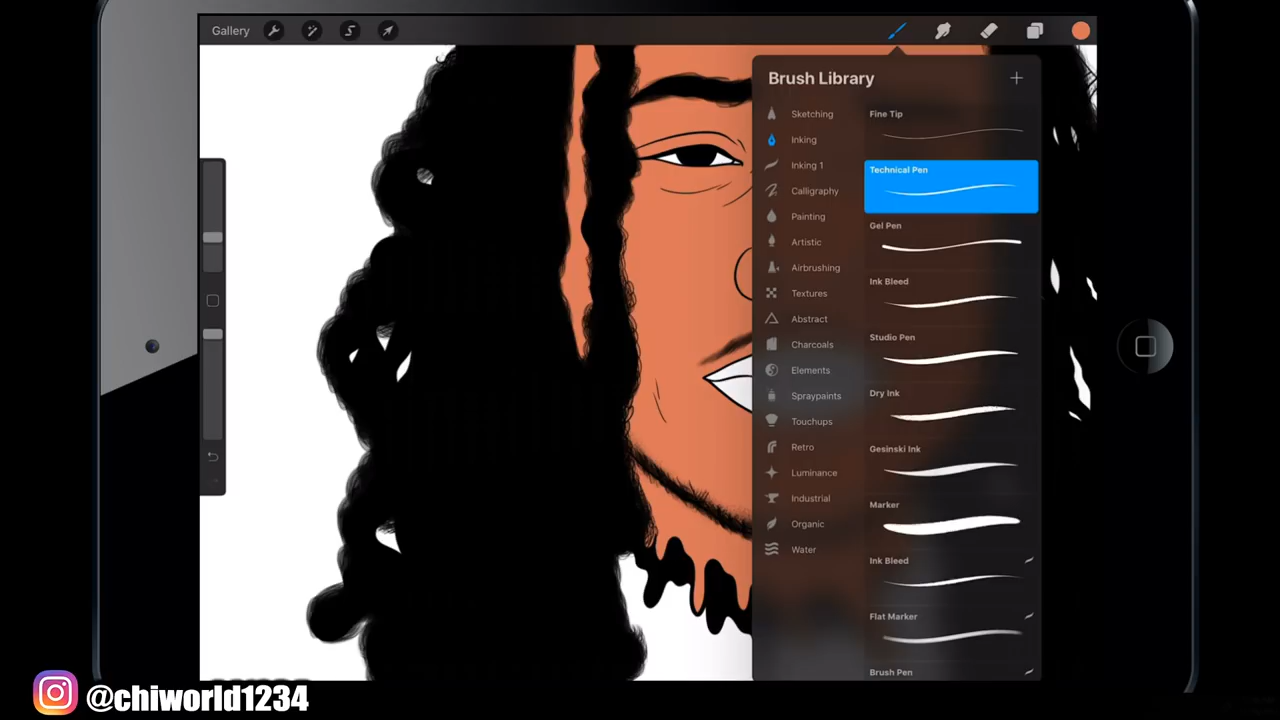 Gallery
Brush Library
Sketching
Inking
Inking 1
Calligraphy
Painting
Artistic
Airbrushing
Textures
Abstract
Charcoals
Elements
Spraypaints
Touchups
Retro
Luminance
Industrial
Organic
Water
Fine Tip
Technical Pen
Gel Pen
Ink Bleed
Studio Pen
Dry Ink
Gesinski Ink
Marker
Ink Bleed
Flat Marker
Brush Pen
@chiworld1234